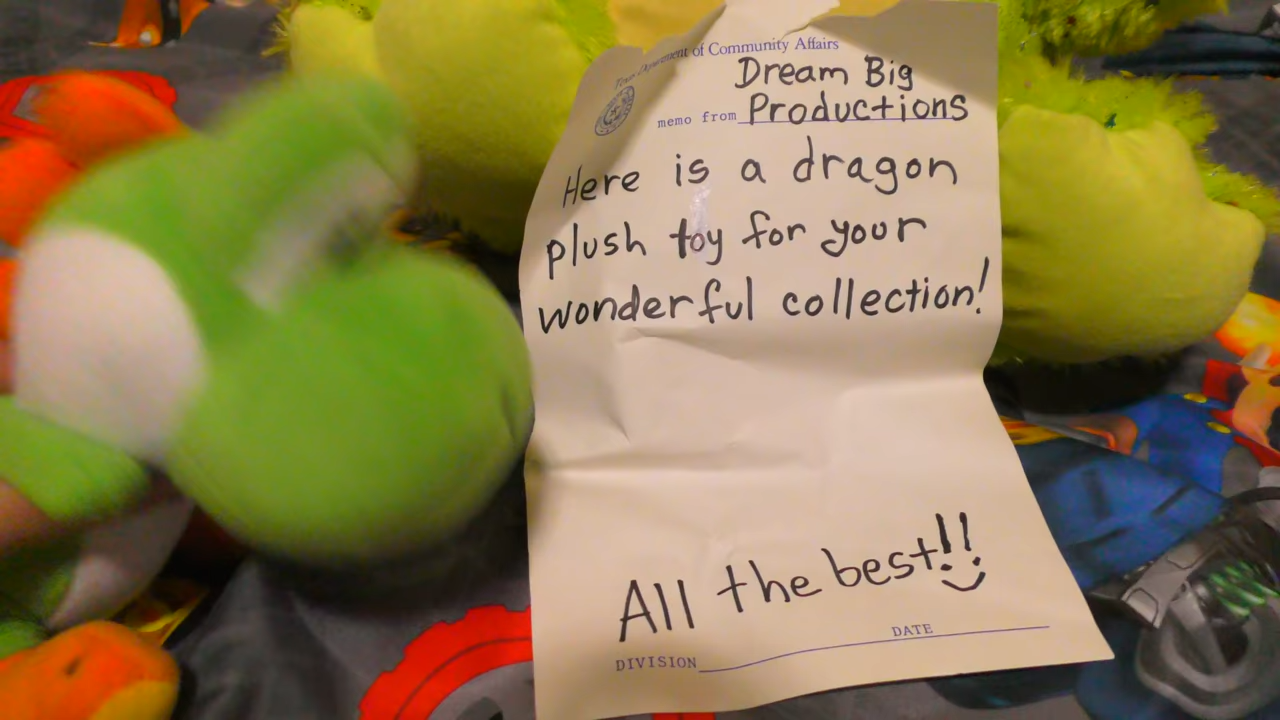 Texas Department of Community Affairs
Dream Big
memo from Productions
Here is a dragon
plush toy for your
wonderful collection!
All the best!!
DATE
DIVISION